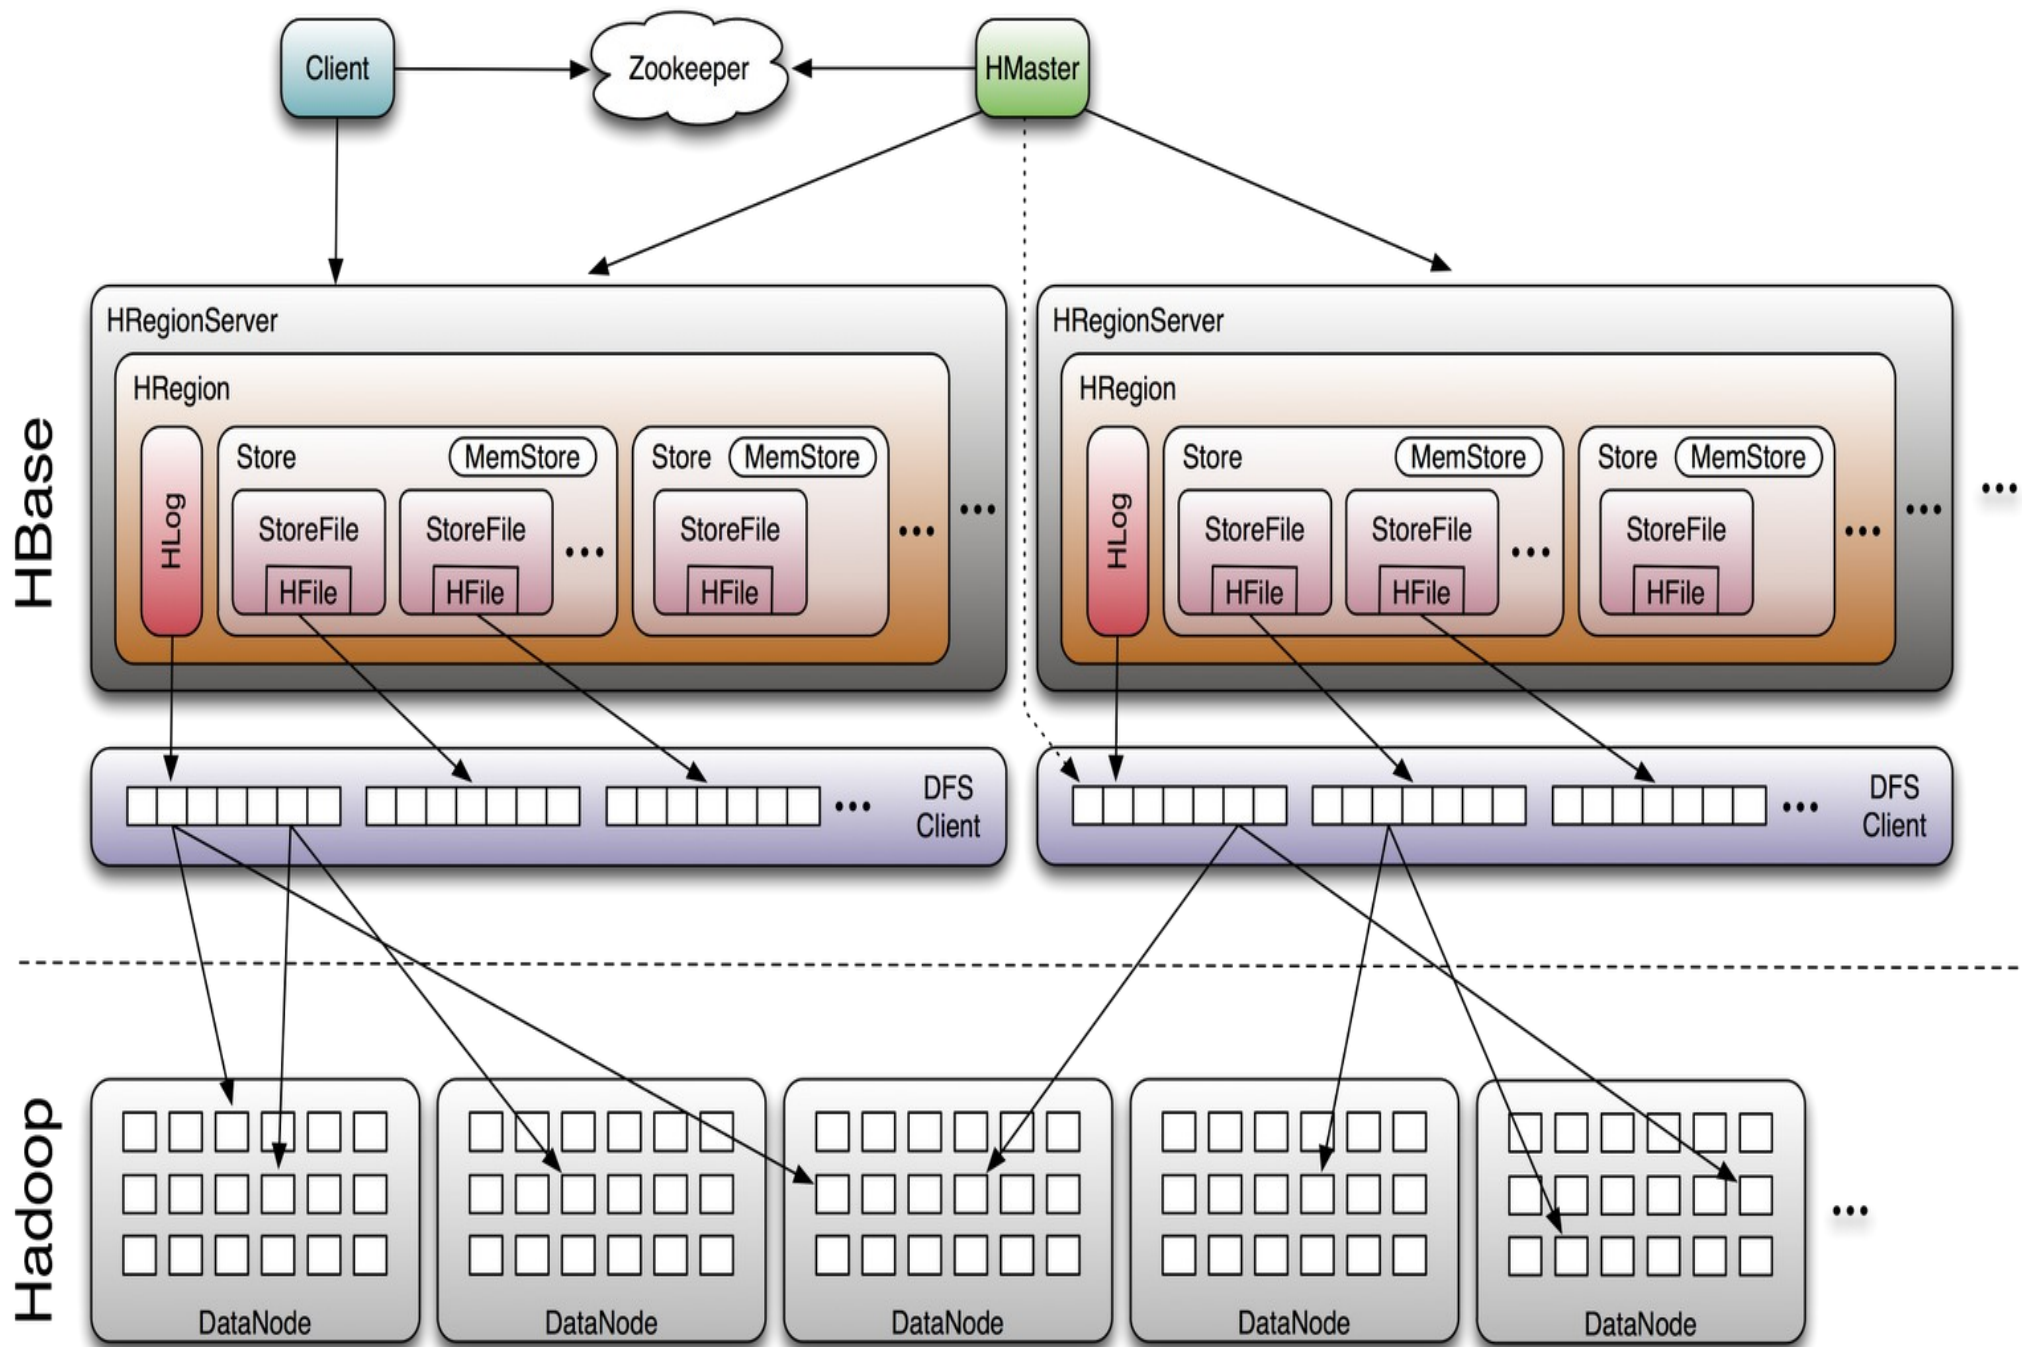 Client
Zookeeper
HMaster
HBase
HRegionServer
HRegion
HLog
Store
MemStore
StoreFile
HFile
StoreFile
HFile
...
Store
MemStore
StoreFile
HFile
...
...
HRegionServer
HRegion
HLog
Store
MemStore
StoreFile
HFile
StoreFile
HFile
...
Store
MemStore
StoreFile
HFile
...
...
...
...
DFS
Client
...
DFS
Client
Hadoop
DataNode
DataNode
DataNode
DataNode
DataNode
...